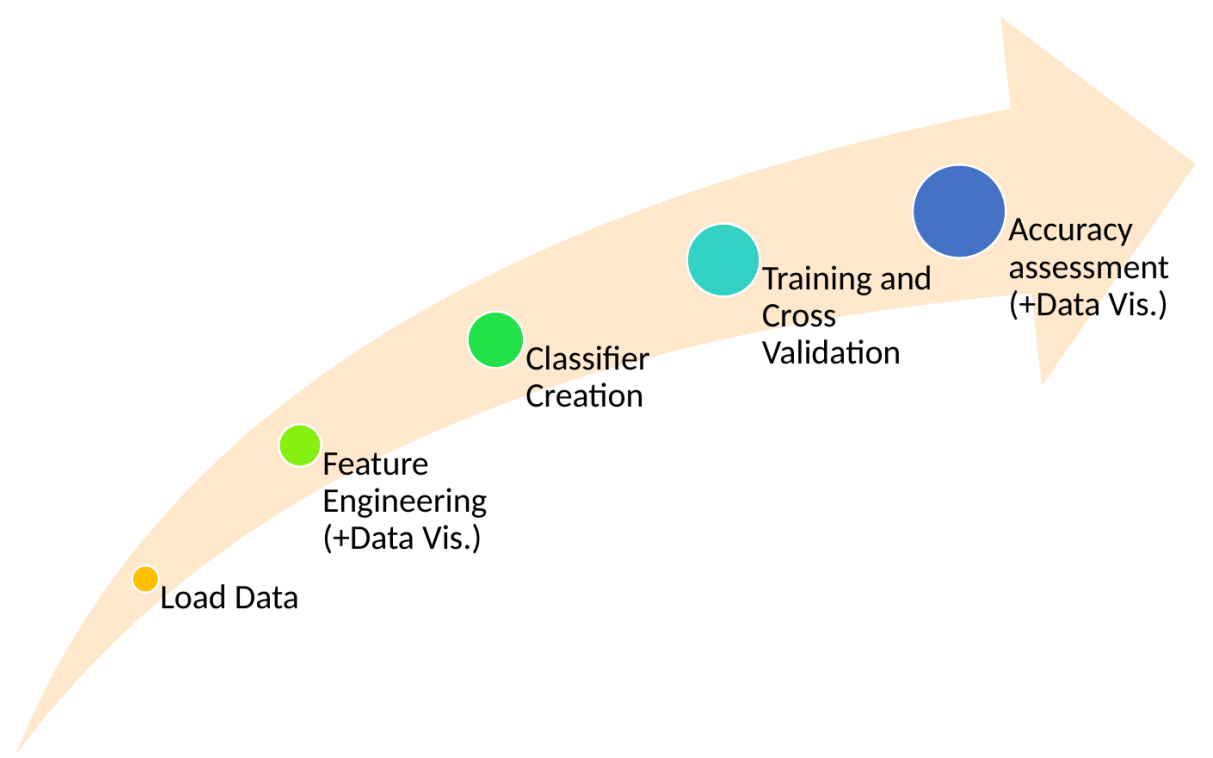 Load Data
Feature
Engineering
(+Data Vis.)
Classifier
Creation
Training and
Cross
Validation
Accuracy
assessment
(+Data Vis.)